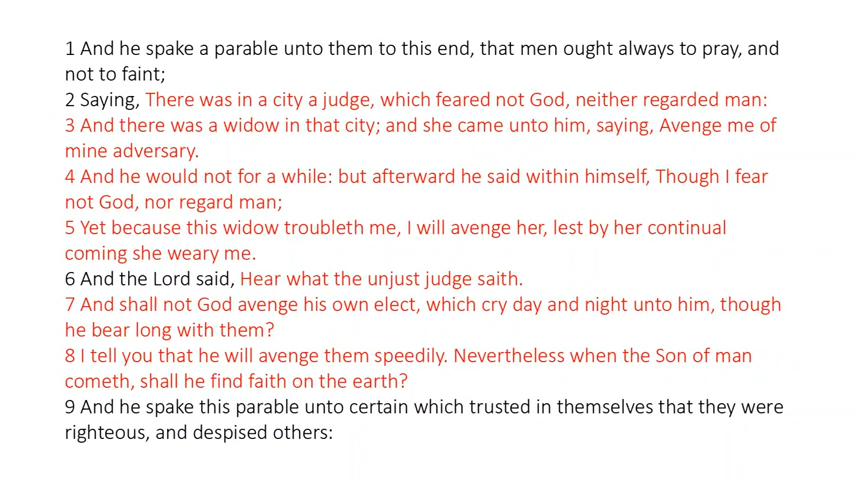 1 And he spake a parable unto them to this end, that men ought always to pray, and
not to faint;
2 Saying, There was in a city a judge, which feared not God, neither regarded man:
3 And there was a widow in that city; and she came unto him, saying, Avenge me of
mine adversary.
4 And he would not for a while: but afterward he said within himself, Though I fear
not God, nor regard man;
5 Yet because this widow troubleth me, I will avenge her, lest by her continual
coming she weary me.
6 And the Lord said, Hear what the unjust judge saith.
7 And shall not God avenge his own elect, which cry day and night unto him, though
he bear long with them?
8 I tell you that he will avenge them speedily. Nevertheless when the Son of man
cometh, shall he find faith on the earth?
9 And he spake this parable unto certain which trusted in themselves that they were
righteous, and despised others: